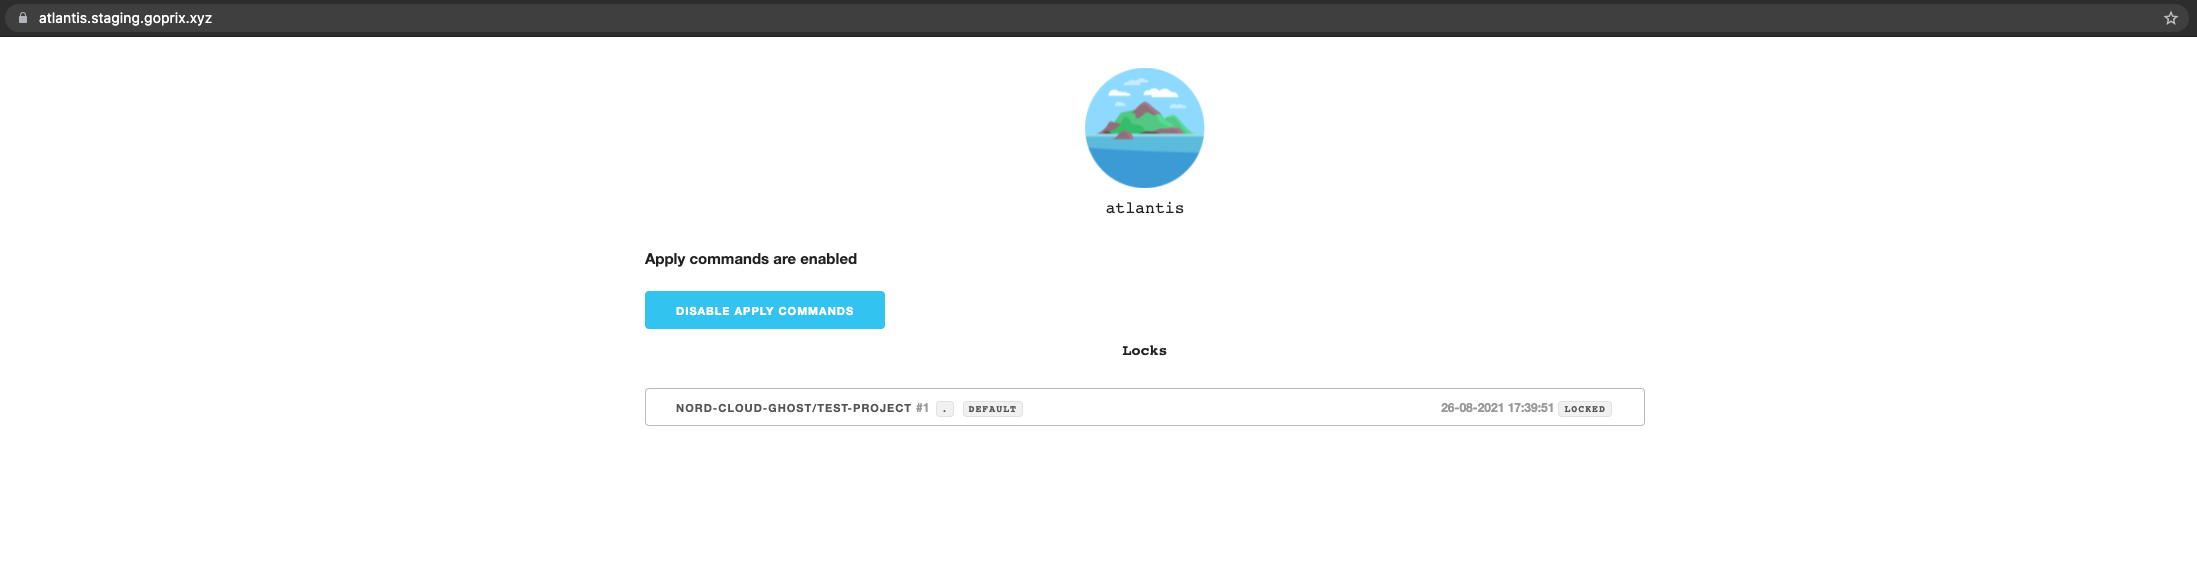 atlantis.staging.goprix.xyz
atlantis
Apply commands are enabled
DISABLE APPLY COMMANDS
Locks
NORD-CLOUD-GHOST/TEST-PROJECT #1 . DEFAULT 26-08-2021 17:39:51 LOCKED